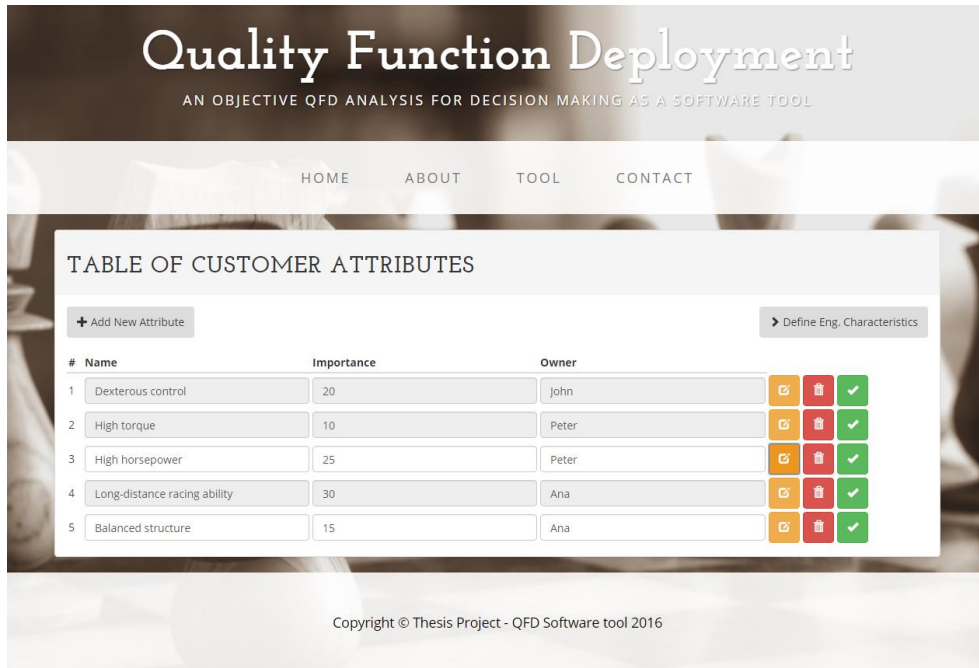 Quality Function Deployment
AN OBJECTIVE QFD ANALYSIS FOR DECISION MAKING AS A SOFTWARE TOOL
HOME ABOUT TOOL CONTACT
TABLE OF CUSTOMER ATTRIBUTES
Add New Attribute Define Eng. Characteristics
# Name Importance Owner
1 Dexterous control 20 John
2 High torque 10 Peter
3 High horsepower 25 Peter
4 Long-distance racing ability 30 Ana
5 Balanced structure 15 Ana
Copyright © Thesis Project - QFD Software tool 2016